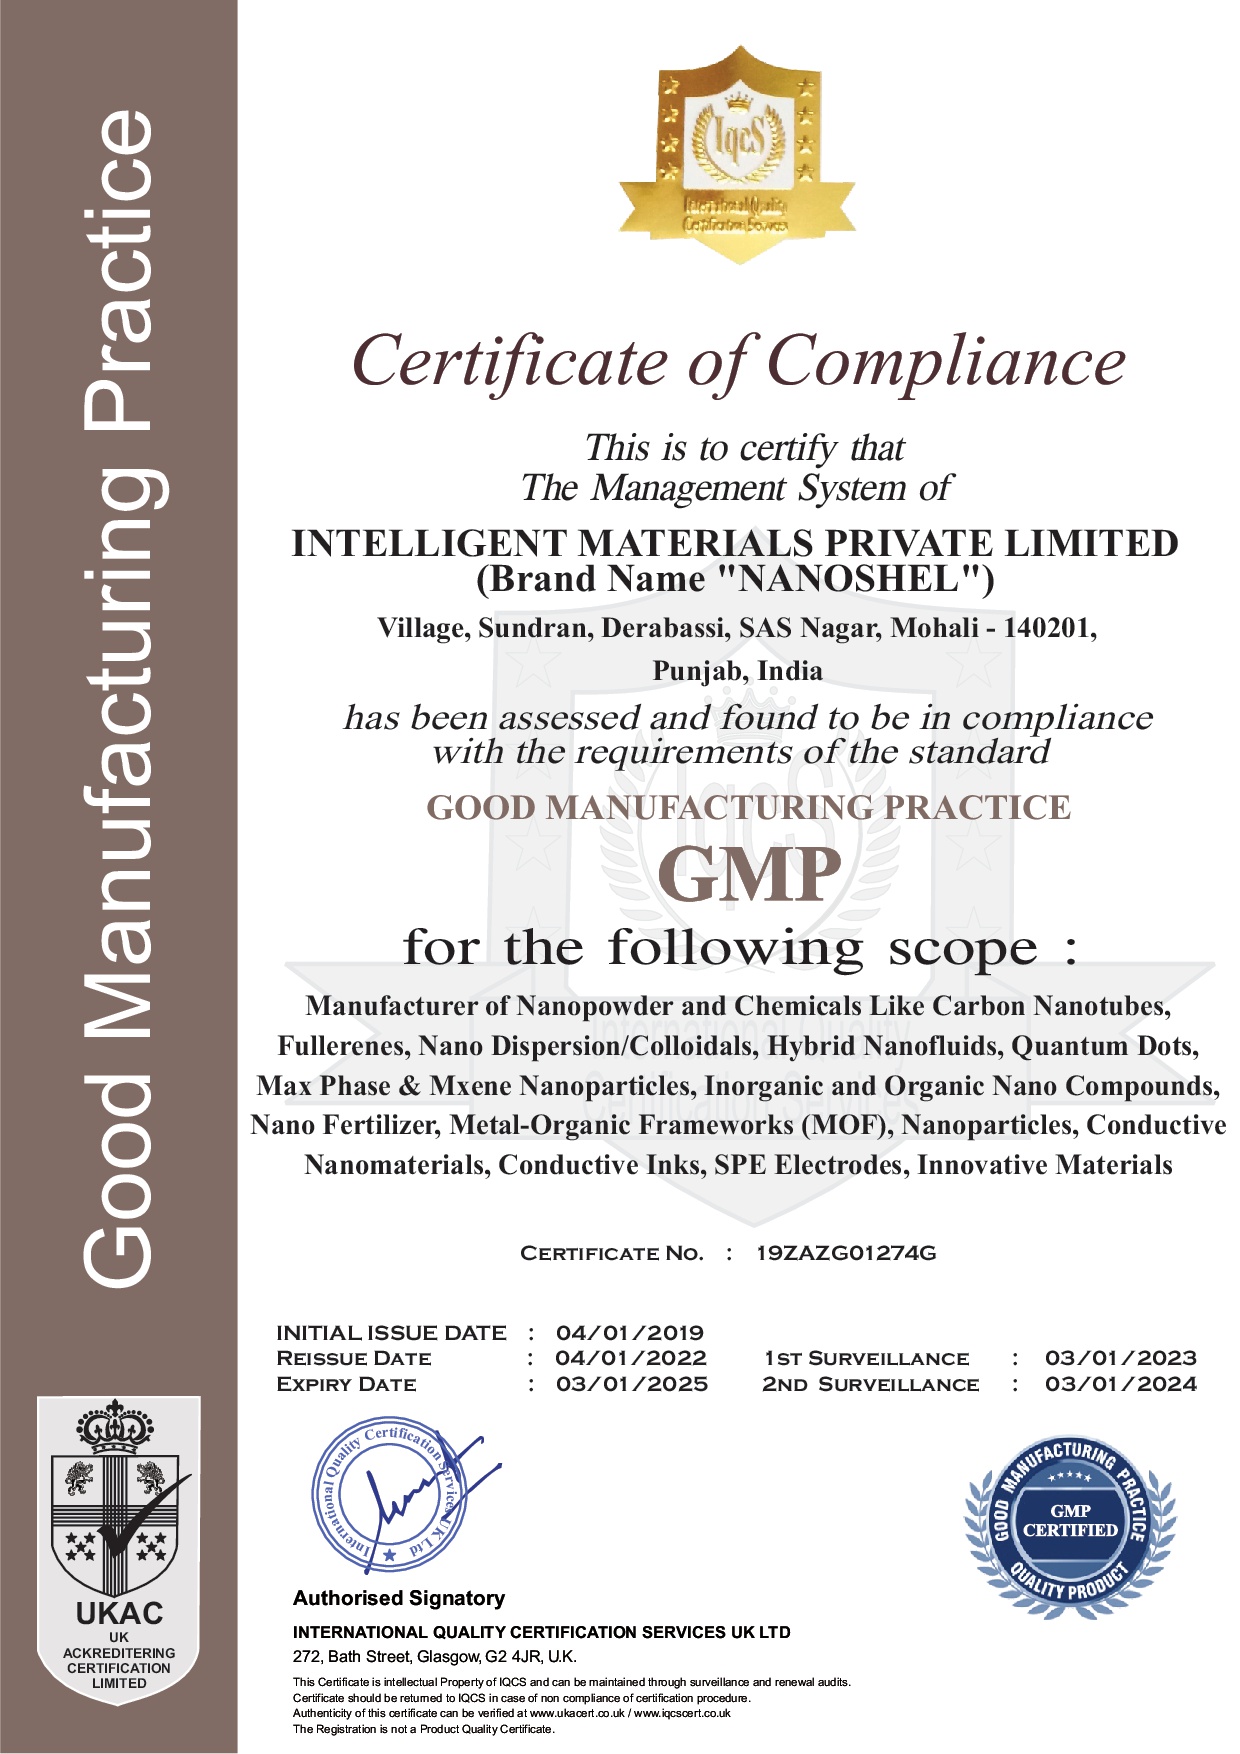 Good Manufacturing Practice
IqcS
International Quality
Certification Services
Certificate of Compliance
This is to certify that
The Management System of
INTELLIGENT MATERIALS PRIVATE LIMITED
(Brand Name "NANOSHEL")
Village, Sundran, Derabassi, SAS Nagar, Mohali - 140201,
Punjab, India
has been assessed and found to be in compliance
with the requirements of the standard
GOOD MANUFACTURING PRACTICE
GMP
for the following scope :
Manufacturer of Nanopowder and Chemicals Like Carbon Nanotubes,
Fullerenes, Nano Dispersion/Colloidals, Hybrid Nanofluids, Quantum Dots,
Max Phase & Mxene Nanoparticles, Inorganic and Organic Nano Compounds,
Nano Fertilizer, Metal-Organic Frameworks (MOF), Nanoparticles, Conductive
Nanomaterials, Conductive Inks, SPE Electrodes, Innovative Materials
IqcS
International Quality
Certification Services
CERTIFICATE NO. : 19ZAZG01274G
INITIAL ISSUE DATE : 04/01/2019
REISSUE DATE : 04/01/2022 1ST SURVEILLANCE : 03/01/2023
EXPIRY DATE : 03/01/2025 2ND SURVEILLANCE : 03/01/2024
International Quality Certification Services UK Ltd
GOOD MANUFACTURING PRACTICE
GMP
CERTIFIED
QUALITY PRODUCT
Authorised Signatory
INTERNATIONAL QUALITY CERTIFICATION SERVICES UK LTD
272, Bath Street, Glasgow, G2 4JR, U.K.
This Certificate is intellectual Property of IQCS and can be maintained through surveillance and renewal audits.
Certificate should be returned to IQCS in case of non compliance of certification procedure.
Authenticity of this certificate can be verified at www.ukacert.co.uk / www.iqcscert.co.uk
The Registration is not a Product Quality Certificate.
UKAC
UK
ACKREDITERING
CERTIFICATION
LIMITED